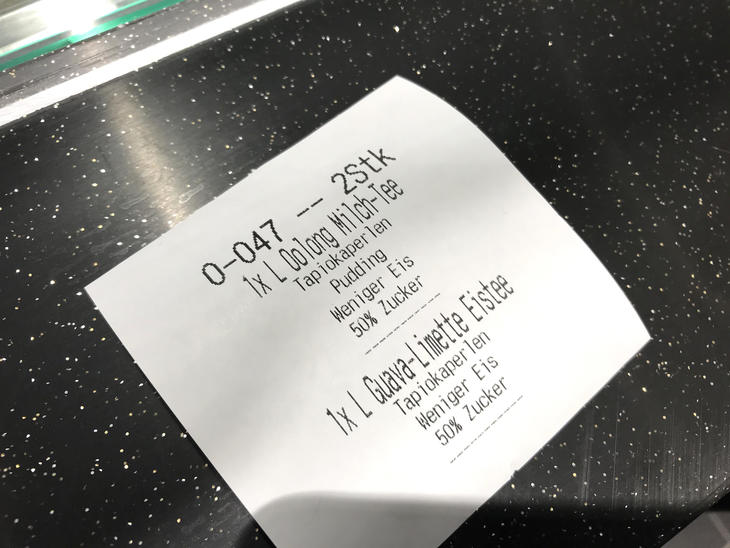 0-047 -- 2Stk
1x L Oolong Milch-Tee
Tapiokaperlen
Pudding
Weniger Eis
50% Zucker
1x L Guava-Limette Eistee
Tapiokaperlen
Weniger Eis
50% Zucker